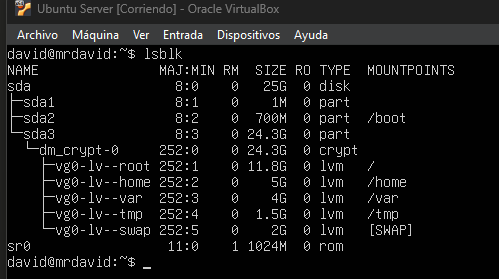 Ubuntu Server [Corriendo] - Oracle VirtualBox
Archivo Máquina Ver Entrada Dispositivos Ayuda
david@mrdavid:~$ lsblk
NAME MAJ:MIN RM SIZE RO TYPE MOUNTPOINTS
sda 8:0 0 25G 0 disk
├─sda1 8:1 0 1M 0 part
├─sda2 8:2 0 700M 0 part /boot
└─sda3 8:3 0 24.3G 0 part
└─dm_crypt-0 252:0 0 24.3G 0 crypt
├─vg0-lv--root 252:1 0 11.8G 0 lvm /
├─vg0-lv--home 252:2 0 5G 0 lvm /home
├─vg0-lv--var 252:3 0 4G 0 lvm /var
├─vg0-lv--tmp 252:4 0 1.5G 0 lvm /tmp
└─vg0-lv--swap 252:5 0 2G 0 lvm [SWAP]
sr0 11:0 1 1024M 0 rom
david@mrdavid:~$ _